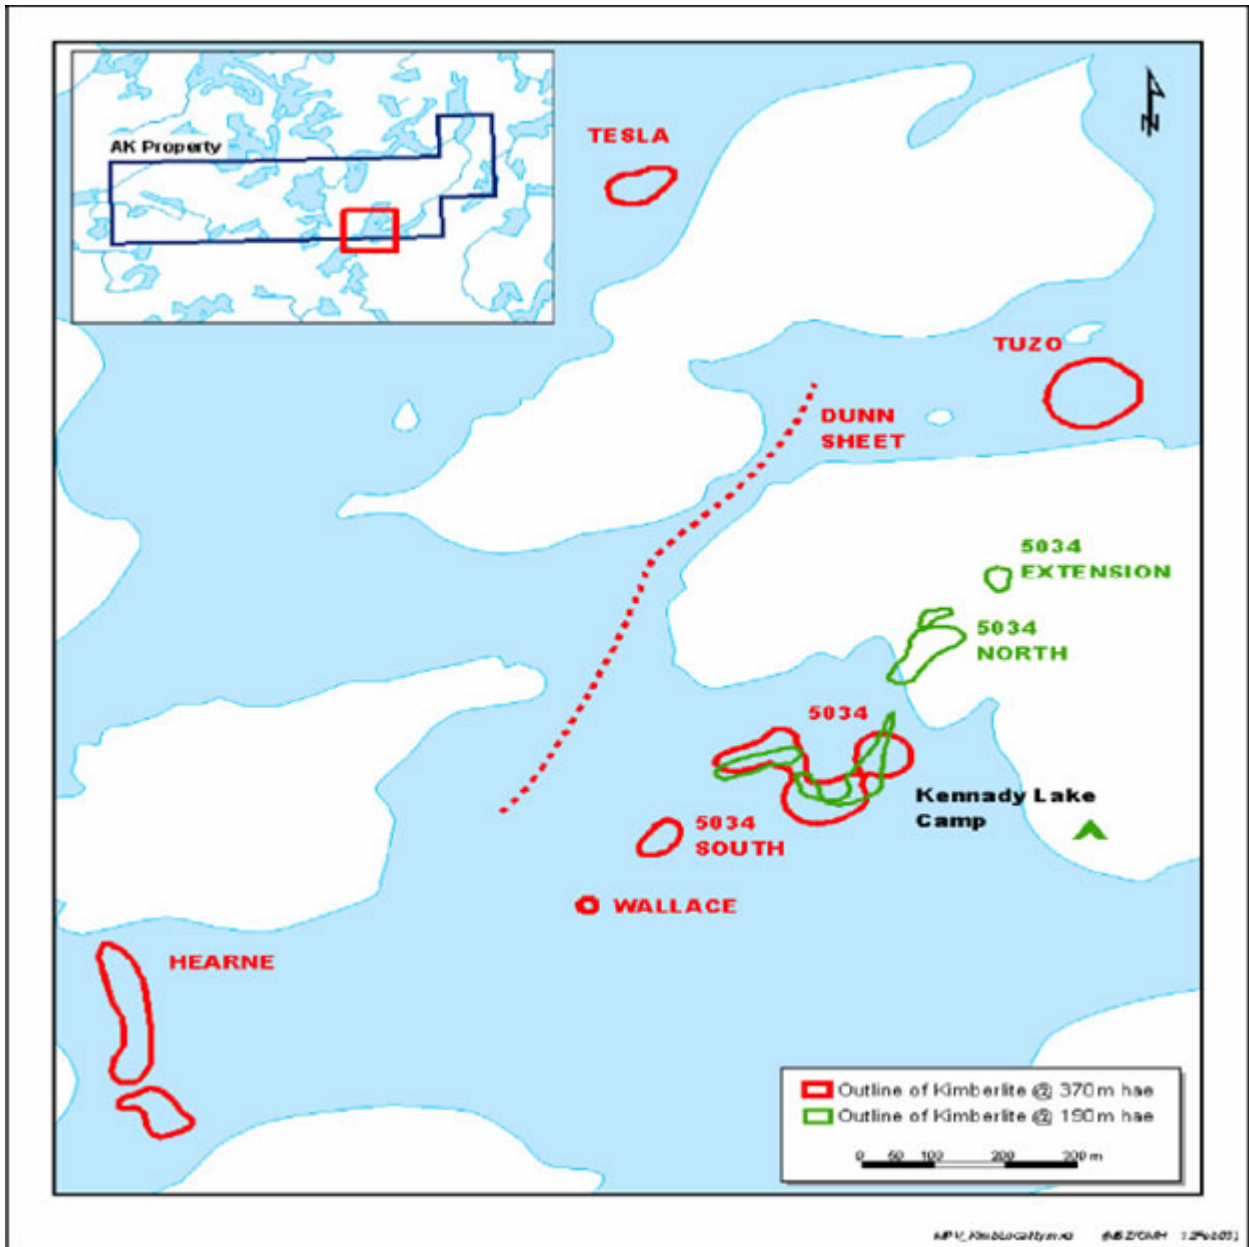 AK Property
TESLA
TUZO
DUNN
SHEET
5034
EXTENSION
5034
NORTH
5034
Kennady Lake
Camp
5034
SOUTH
WALLACE
HEARNE
Outline of Kimberlite @ 370m hae
Outline of Kimberlite @ 190m hae
0 50 100 200 300 m